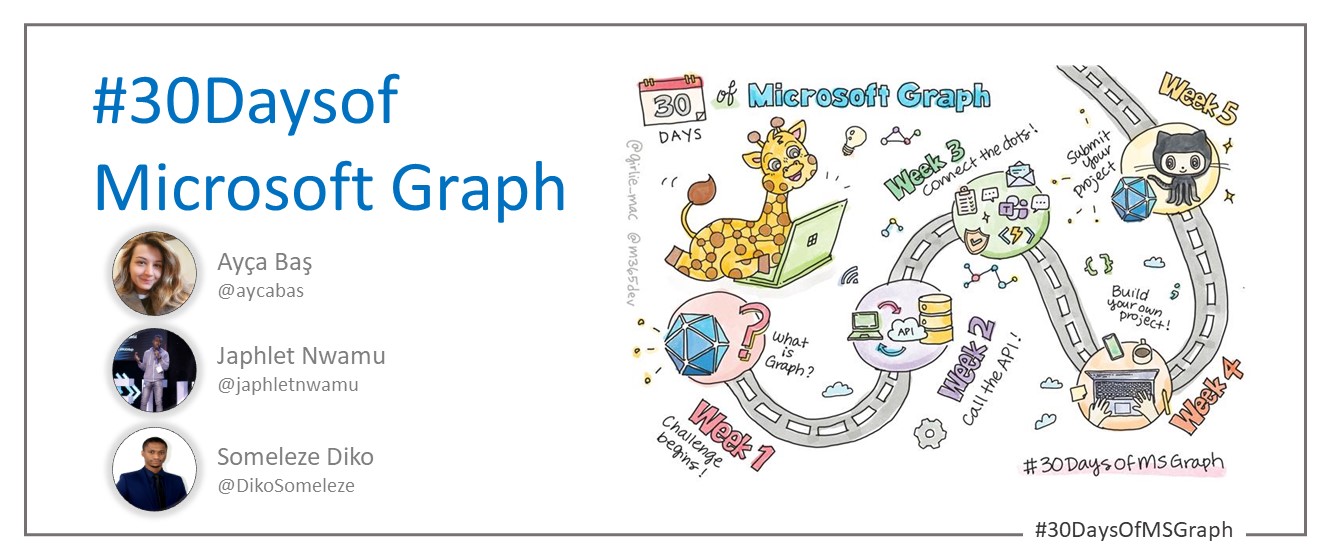 #30Daysof
Microsoft Graph
Ayça Baş
@aycabas
Japhlet Nwamu
@japhletnwamu
Someleze Diko
@DikoSomeleze
30
DAYS
of Microsoft Graph
@girlie_mac @m365dev
What
is
Graph?
Week 1
Challenge
begins!
API
Week 2
call the API!
Week 3
connect the dots!
Build
your own
project!
Week 4
Week 5
Submit
your
project
#30DaysofMSGraph
#30DaysOfMSGraph